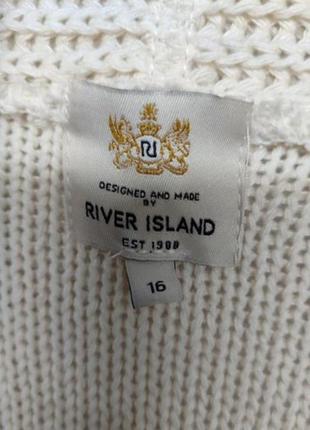 RI
DESIGNED AND MADE
BY
RIVER ISLAND
EST 1988
16